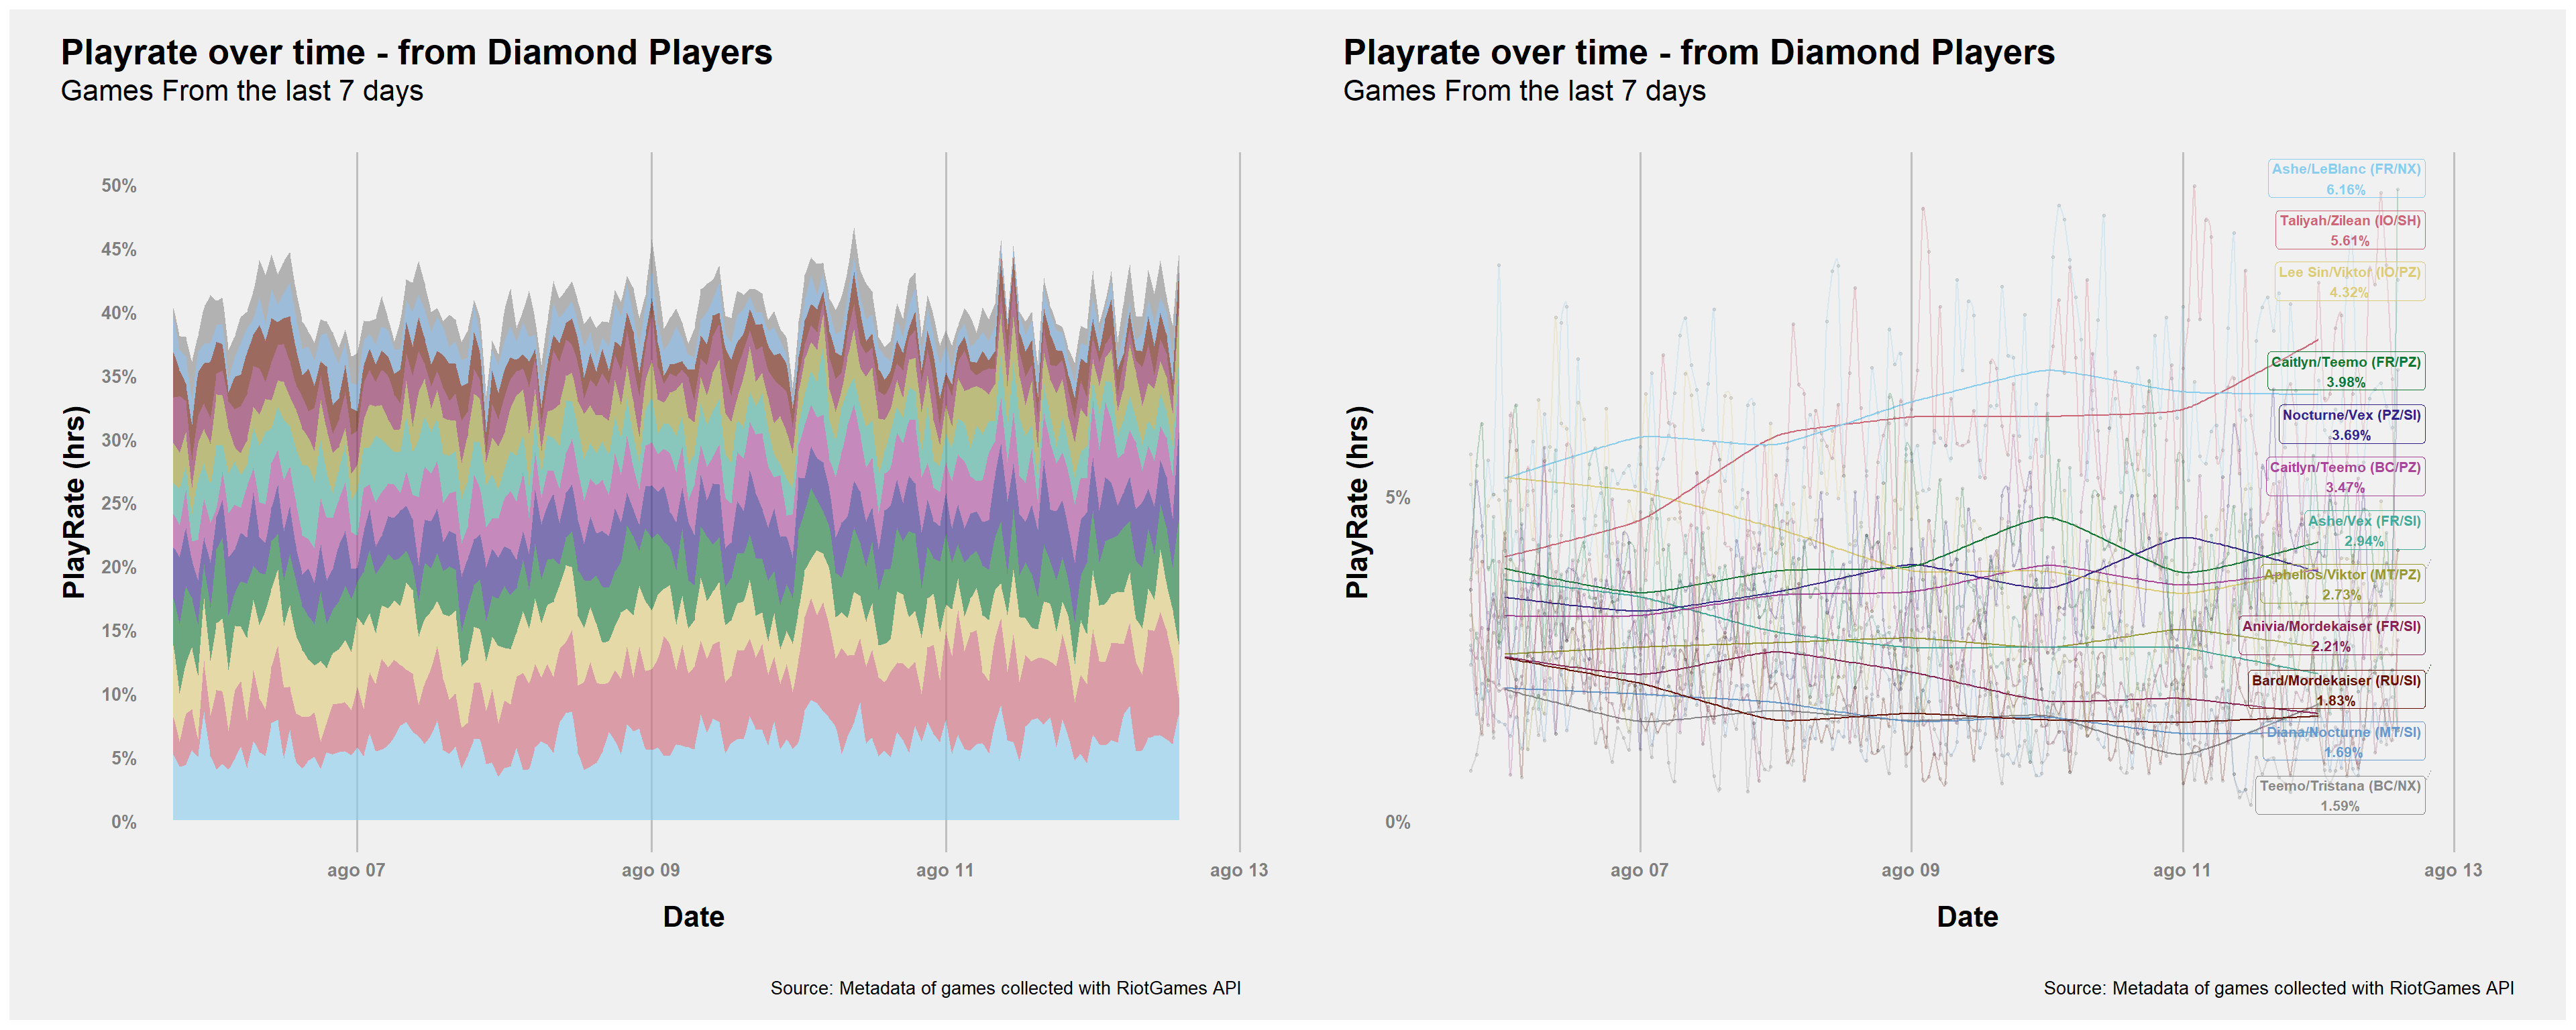 Playrate over time - from Diamond Players
Games From the last 7 days
PlayRate (hrs)
50%
45%
40%
35%
30%
25%
20%
15%
10%
5%
0%
ago 07
ago 09
ago 11
ago 13
Date
Source: Metadata of games collected with RiotGames API
Playrate over time - from Diamond Players
Games From the last 7 days
PlayRate (hrs)
5%
0%
Ashe/LeBlanc (FR/NX)
6.16%
Taliyah/Zilean (IO/SH)
5.61%
Lee Sin/Viktor (IO/PZ)
4.32%
Caitlyn/Teemo (FR/PZ)
3.98%
Nocturne/Vex (PZ/SI)
3.69%
Caitlyn/Teemo (BC/PZ)
3.47%
Ashe/Vex (FR/SI)
2.94%
Aphelios/Viktor (MT/PZ)
2.73%
Anivia/Mordekaiser (FR/SI)
2.21%
Bard/Mordekaiser (RU/SI)
1.83%
Diana/Nocturne (MT/SI)
1.69%
Teemo/Tristana (BC/NX)
1.59%
ago 07
ago 09
ago 11
ago 13
Date
Source: Metadata of games collected with RiotGames API